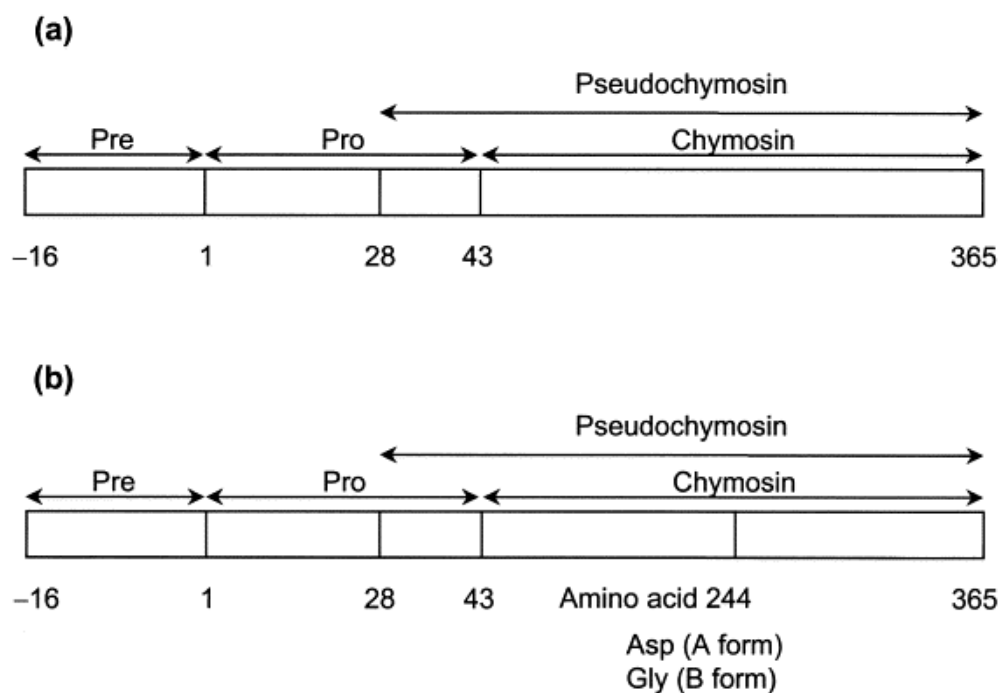 (a)
Pseudochymosin
Pre Pro Chymosin
−16 1 28 43 365
(b)
Pseudochymosin
Pre Pro Chymosin
−16 1 28 43 Amino acid 244 365
Asp (A form)
Gly (B form)